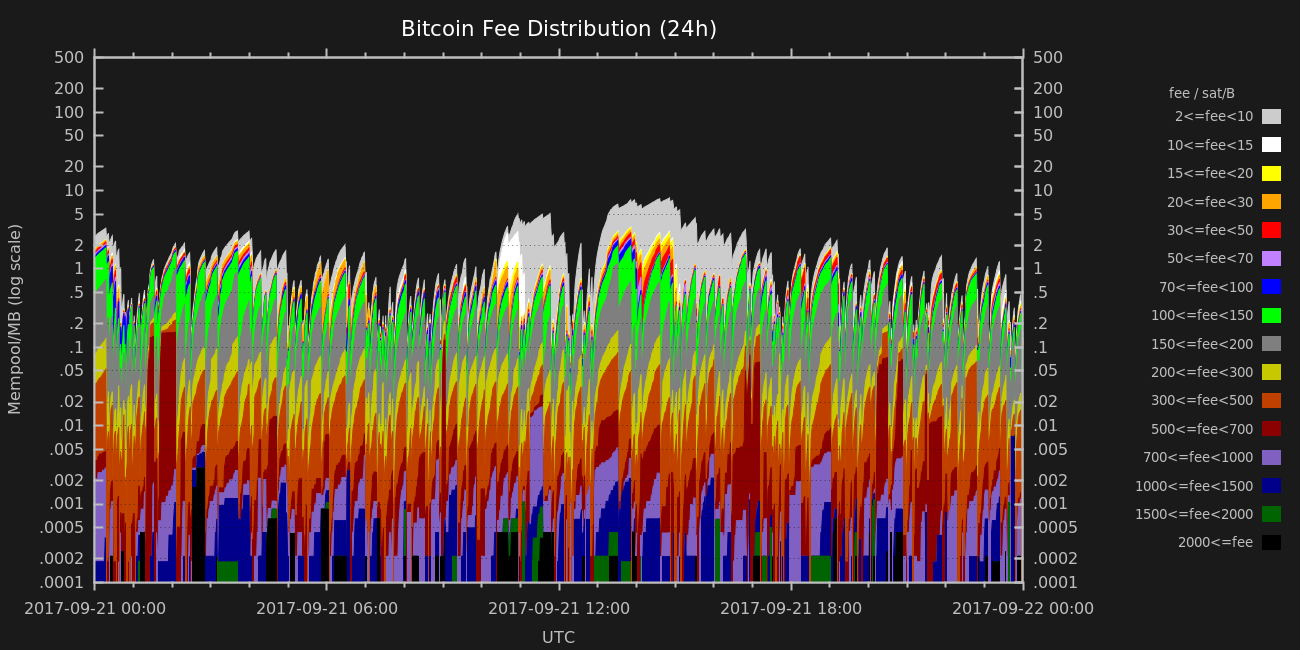 Bitcoin Fee Distribution (24h)
500 500
200 200
100 100
50 50
20 20
10 10
5 5
2 2
1 1
.5 .5
.2 .2
.1 .1
.05 .05
.02 .02
.01 .01
.005 .005
.002 .002
.001 .001
.0005 .0005
.0002 .0002
.0001 .0001
Mempool/MB (log scale)
2017-09-21 00:00 2017-09-21 06:00 2017-09-21 12:00 2017-09-21 18:00 2017-09-22 00:00
UTC
fee / sat/B
2<=fee<10
10<=fee<15
15<=fee<20
20<=fee<30
30<=fee<50
50<=fee<70
70<=fee<100
100<=fee<150
150<=fee<200
200<=fee<300
300<=fee<500
500<=fee<700
700<=fee<1000
1000<=fee<1500
1500<=fee<2000
2000<=fee